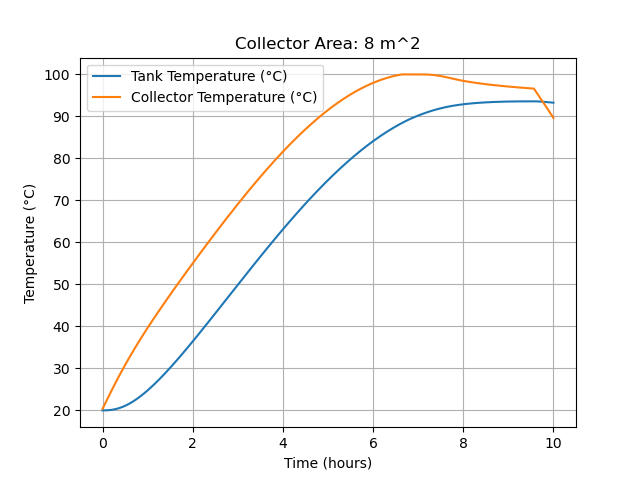 Collector Area: 8 m^2
Tank Temperature (°C)
Collector Temperature (°C)
100
90
80
70
60
50
40
30
20
Temperature (°C)
0 2 4 6 8 10
Time (hours)